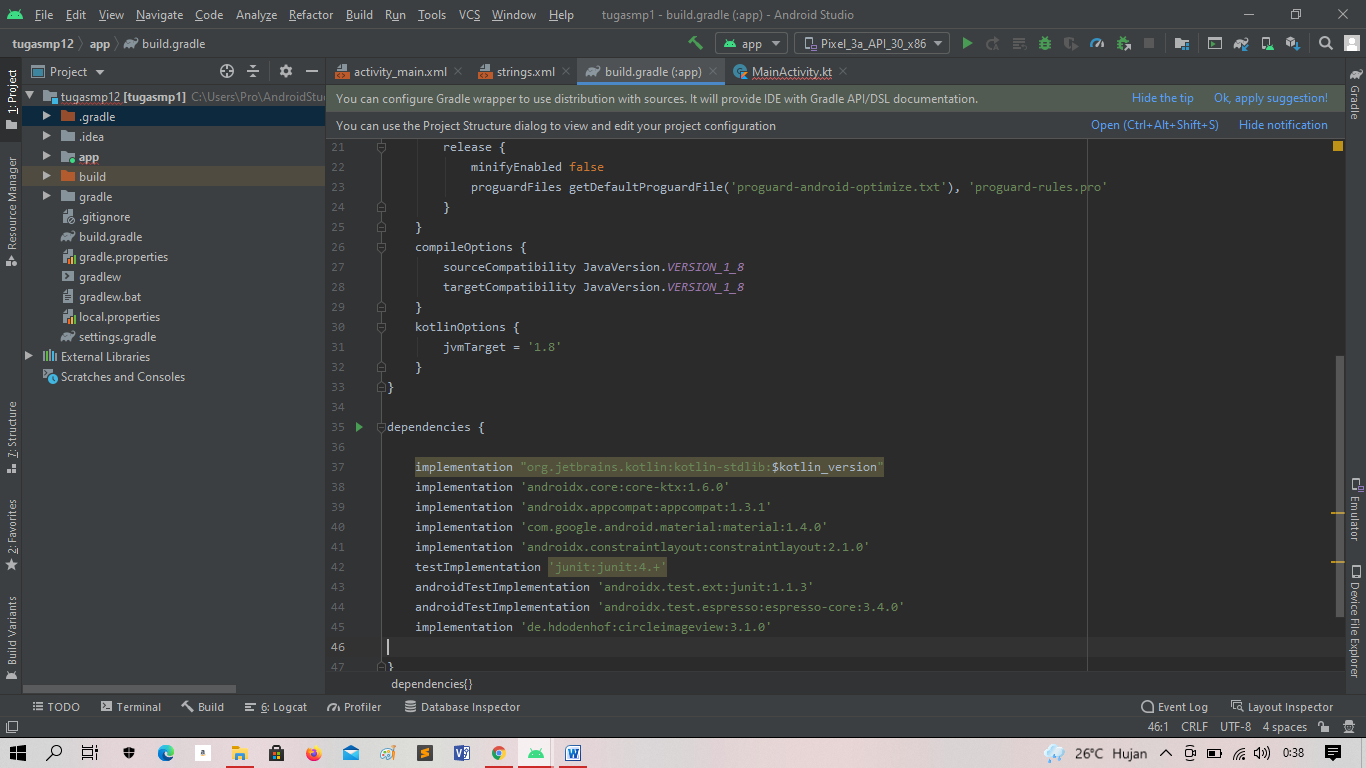 File Edit View Navigate Code Analyze Refactor Build Run Tools VCS Window Help tugasmp1 - build.gradle (:app) - Android Studio
tugasmp12 app build.gradle app Pixel_3a_API_30_x86
1: Project
Resource Manager
7: Structure
2: Favorites
Build Variants
Project
tugasmp12 [tugasmp1] C:\Users\Pro\AndroidStu
.gradle
.idea
app
build
gradle
.gitignore
build.gradle
gradle.properties
gradlew
gradlew.bat
local.properties
settings.gradle
External Libraries
Scratches and Consoles
activity_main.xml strings.xml build.gradle (:app) MainActivity.kt
You can configure Gradle wrapper to use distribution with sources. It will provide IDE with Gradle API/DSL documentation. Hide the tip Ok, apply suggestion!
You can use the Project Structure dialog to view and edit your project configuration Open (Ctrl+Alt+Shift+S) Hide notification
21 release {
22 minifyEnabled false
23 proguardFiles getDefaultProguardFile('proguard-android-optimize.txt'), 'proguard-rules.pro'
24 }
25 }
26 compileOptions {
27 sourceCompatibility JavaVersion.VERSION_1_8
28 targetCompatibility JavaVersion.VERSION_1_8
29 }
30 kotlinOptions {
31 jvmTarget = '1.8'
32 }
33 }
34
35 dependencies {
36
37 implementation "org.jetbrains.kotlin:kotlin-stdlib:$kotlin_version"
38 implementation 'androidx.core:core-ktx:1.6.0'
39 implementation 'androidx.appcompat:appcompat:1.3.1'
40 implementation 'com.google.android.material:material:1.4.0'
41 implementation 'androidx.constraintlayout:constraintlayout:2.1.0'
42 testImplementation 'junit:junit:4.+'
43 androidTestImplementation 'androidx.test.ext:junit:1.1.3'
44 androidTestImplementation 'androidx.test.espresso:espresso-core:3.4.0'
45 implementation 'de.hdodenhof:circleimageview:3.1.0'
46
47 }
dependencies{}
Gradle
Emulator
Device File Explorer
TODO Terminal Build 6: Logcat Profiler Database Inspector Event Log Layout Inspector
46:1 CRLF UTF-8 4 spaces
26°C Hujan 0:38